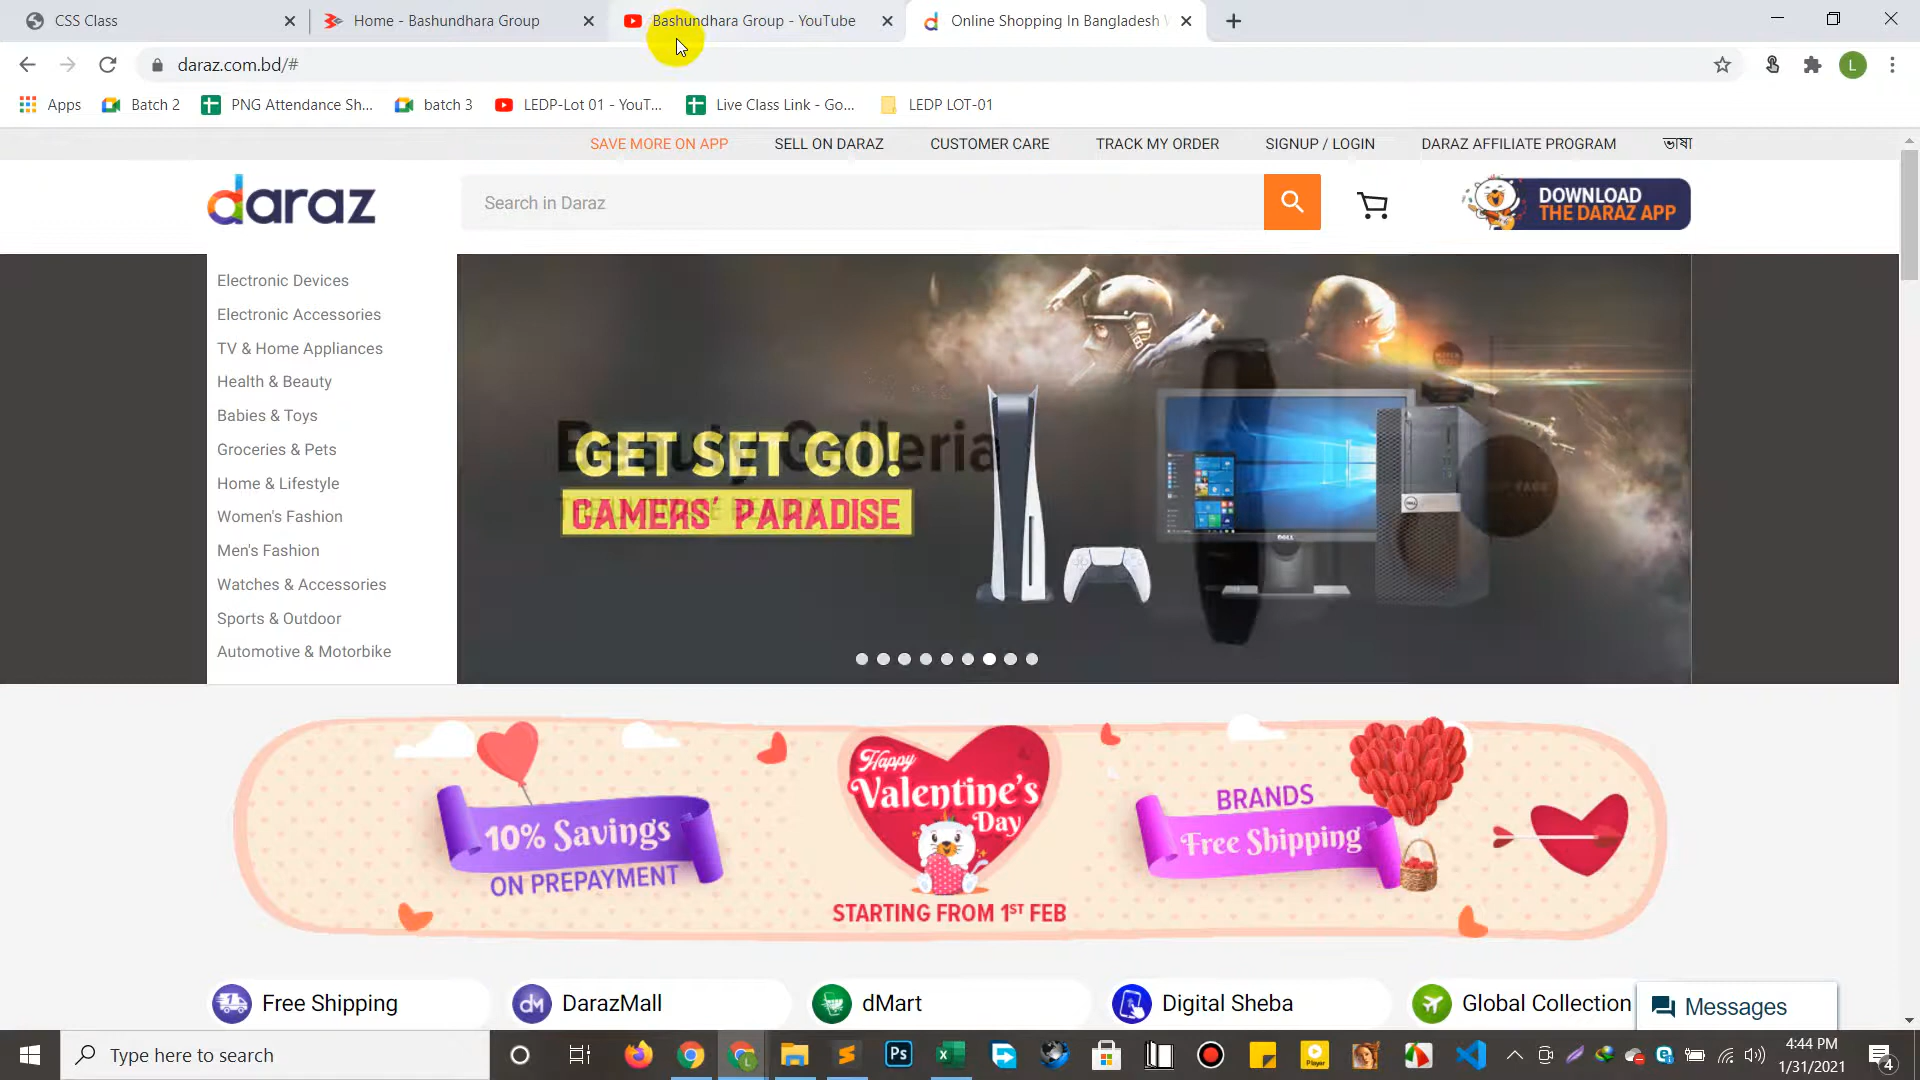 CSS Class
Home - Bashundhara Group
Bashundhara Group - YouTube
Online Shopping In Bangladesh
daraz.com.bd/#
L
Apps
Batch 2
PNG Attendance Sh...
batch 3
LEDP-Lot 01 - YouT...
Live Class Link - Go...
LEDP LOT-01
SAVE MORE ON APP
SELL ON DARAZ
CUSTOMER CARE
TRACK MY ORDER
SIGNUP / LOGIN
DARAZ AFFILIATE PROGRAM
ভাষা
daraz
Search in Daraz
DOWNLOAD
THE DARAZ APP
Electronic Devices
Electronic Accessories
TV & Home Appliances
Health & Beauty
Babies & Toys
Groceries & Pets
Home & Lifestyle
Women's Fashion
Men's Fashion
Watches & Accessories
Sports & Outdoor
Automotive & Motorbike
Beauty Galleria
GET SET GO!
GAMERS' PARADISE
DELL
10% Savings
ON PREPAYMENT
Happy
Valentine's
Day
STARTING FROM 1ST FEB
BRANDS
Free Shipping
Free Shipping
DarazMall
dMart
Digital Sheba
Global Collection
Messages
Type here to search
Ps
Player
4:44 PM
1/31/2021
4